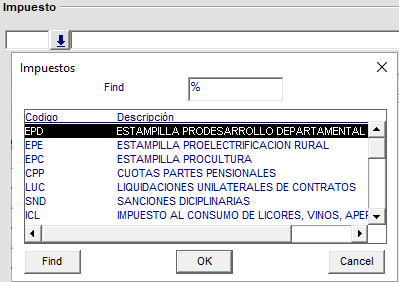 Impuesto
Impuestos
Find %
Codigo Descripción
EPD ESTAMPILLA PRODESARROLLO DEPARTAMENTAL
EPE ESTAMPILLA PROELECTRIFICACION RURAL
EPC ESTAMPILLA PROCULTURA
CPP CUOTAS PARTES PENSIONALES
LUC LIQUIDACIONES UNILATERALES DE CONTRATOS
SND SANCIONES DICIPLINARIAS
ICL IMPUESTO AL CONSUMO DE LICORES, VINOS, APER
Find OK Cancel